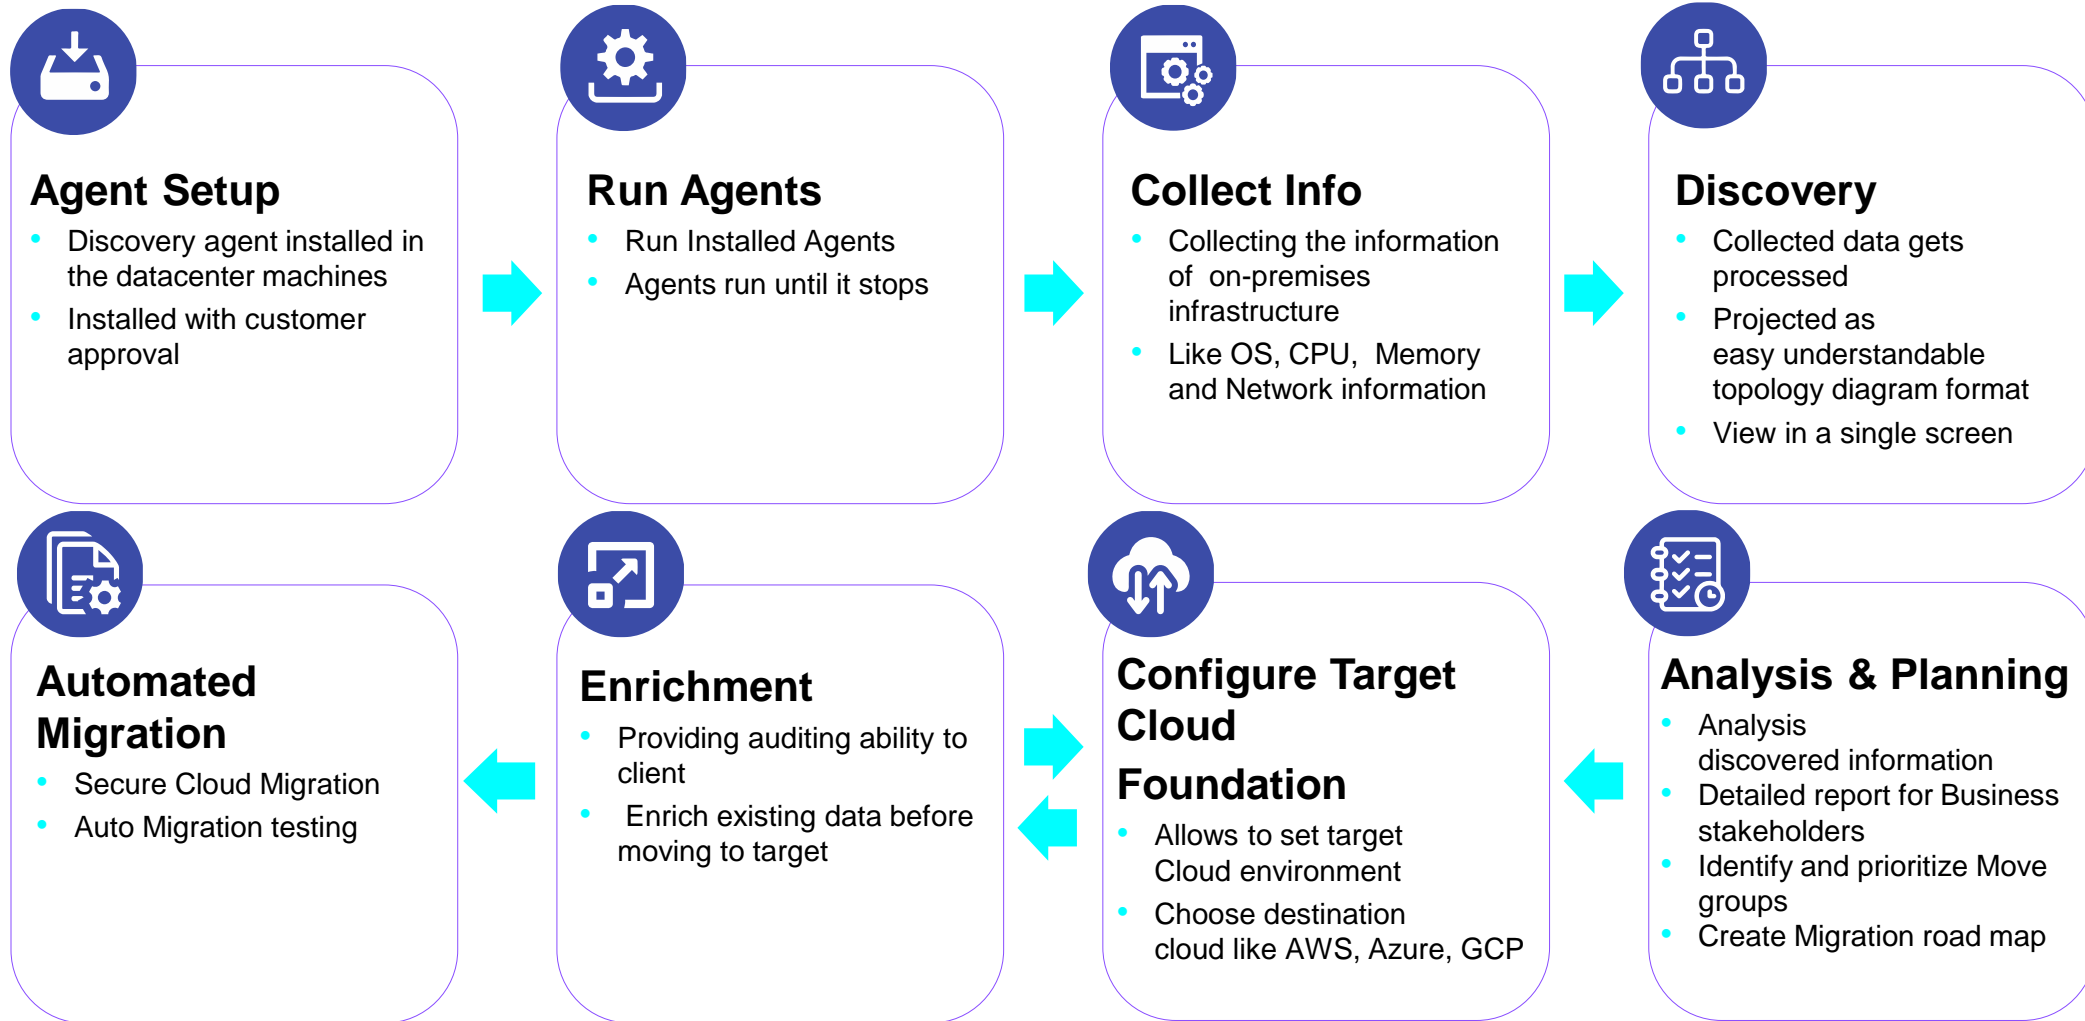 Agent Setup
• Discovery agent installed in
the datacenter machines
• Installed with customer
approval
Run Agents
• Run Installed Agents
• Agents run until it stops
Collect Info
• Collecting the information
of on-premises
infrastructure
• Like OS, CPU, Memory
and Network information
Discovery
• Collected data gets
processed
• Projected as
easy understandable
topology diagram format
• View in a single screen
Automated
Migration
• Secure Cloud Migration
• Auto Migration testing
Enrichment
• Providing auditing ability to
client
• Enrich existing data before
moving to target
Configure Target
Cloud
Foundation
• Allows to set target
Cloud environment
• Choose destination
cloud like AWS, Azure, GCP
Analysis & Planning
• Analysis
discovered information
• Detailed report for Business
stakeholders
• Identify and prioritize Move
groups
• Create Migration road map